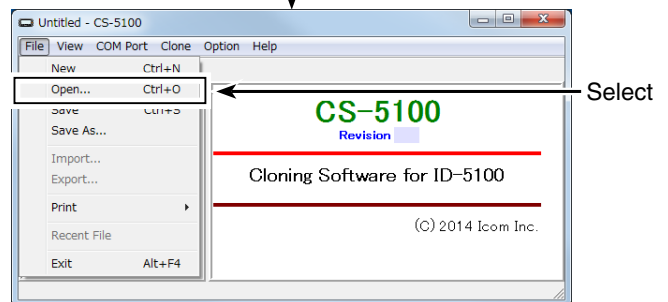 Untitled - CS-5100
File View COM Port Clone Option Help
New Ctrl+N
Open... Ctrl+O
Save Ctrl+S
Save As...
Import...
Export...
Print
Recent File
Exit Alt+F4
Select
CS-5100
Revision
Cloning Software for ID-5100
(C) 2014 Icom Inc.